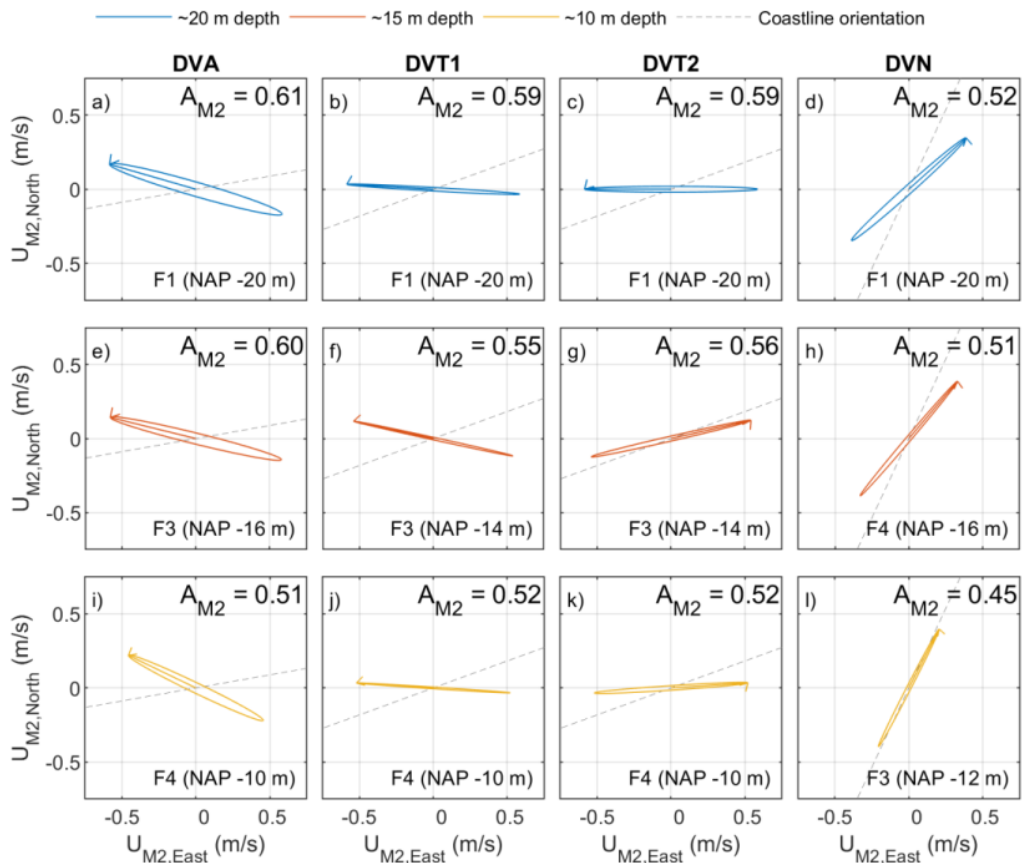 ~20 m depth ~15 m depth ~10 m depth Coastline orientation
DVA DVT1 DVT2 DVN
a) A_M2 = 0.61 b) A_M2 = 0.59 c) A_M2 = 0.59 d) A_M2 = 0.52
0.5
0
-0.5
U_M2,North (m/s)
F1 (NAP -20 m) F1 (NAP -20 m) F1 (NAP -20 m) F1 (NAP -20 m)
e) A_M2 = 0.60 f) A_M2 = 0.55 g) A_M2 = 0.56 h) A_M2 = 0.51
0.5
0
-0.5
U_M2,North (m/s)
F3 (NAP -16 m) F3 (NAP -14 m) F3 (NAP -14 m) F4 (NAP -16 m)
i) A_M2 = 0.51 j) A_M2 = 0.52 k) A_M2 = 0.52 l) A_M2 = 0.45
0.5
0
-0.5
U_M2,North (m/s)
F4 (NAP -10 m) F4 (NAP -10 m) F4 (NAP -10 m) F3 (NAP -12 m)
-0.5 0 0.5 -0.5 0 0.5 -0.5 0 0.5 -0.5 0 0.5
U_M2,East (m/s) U_M2,East (m/s) U_M2,East (m/s) U_M2,East (m/s)